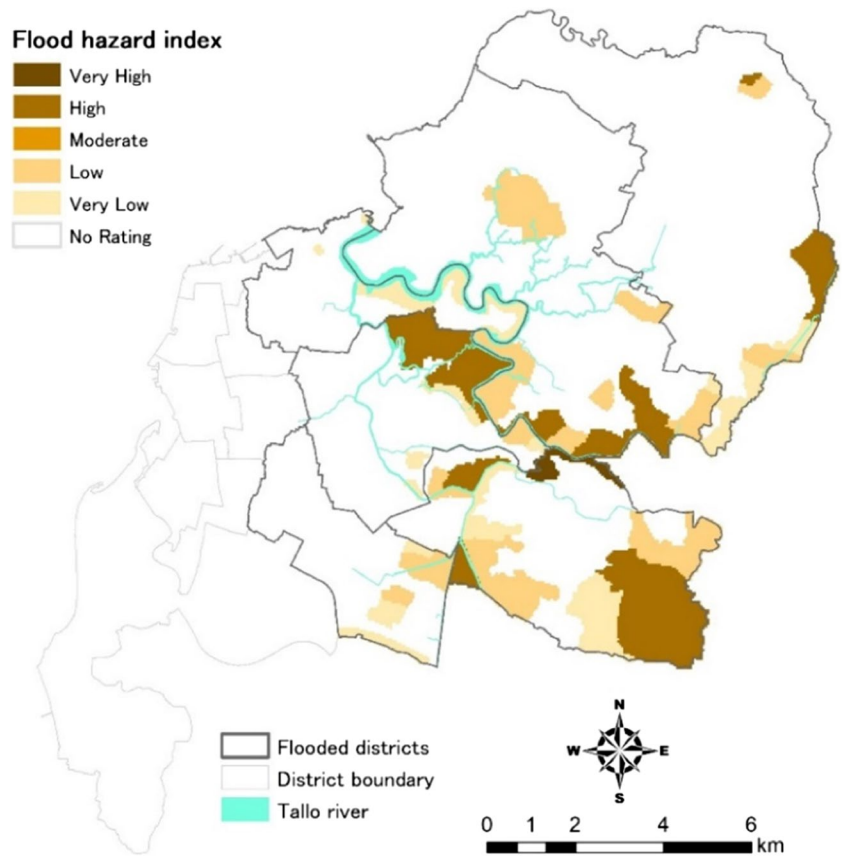 Flood hazard index
Very High
High
Moderate
Low
Very Low
No Rating
Flooded districts
District boundary
Tallo river
N
W E
S
0 1 2 4 6
km